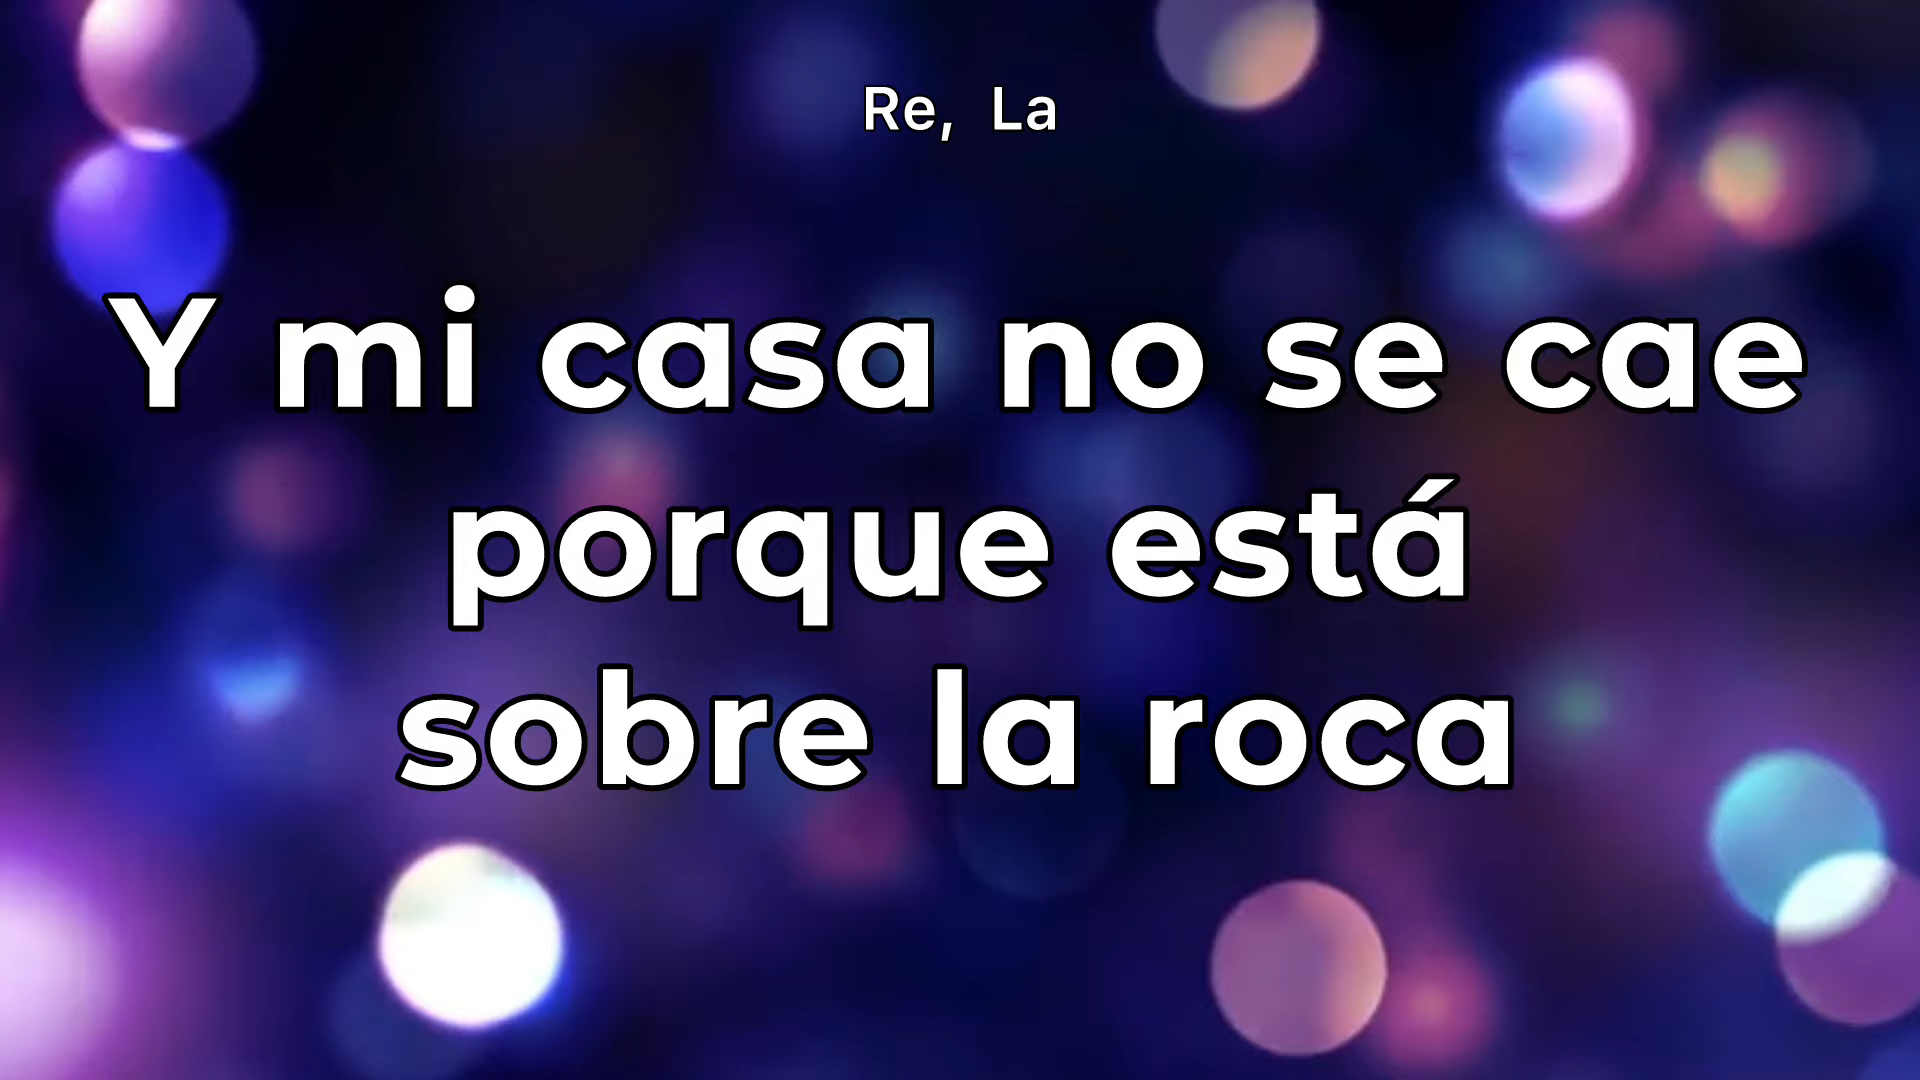 Re, La
Y mi casa no se cae
porque está
sobre la roca